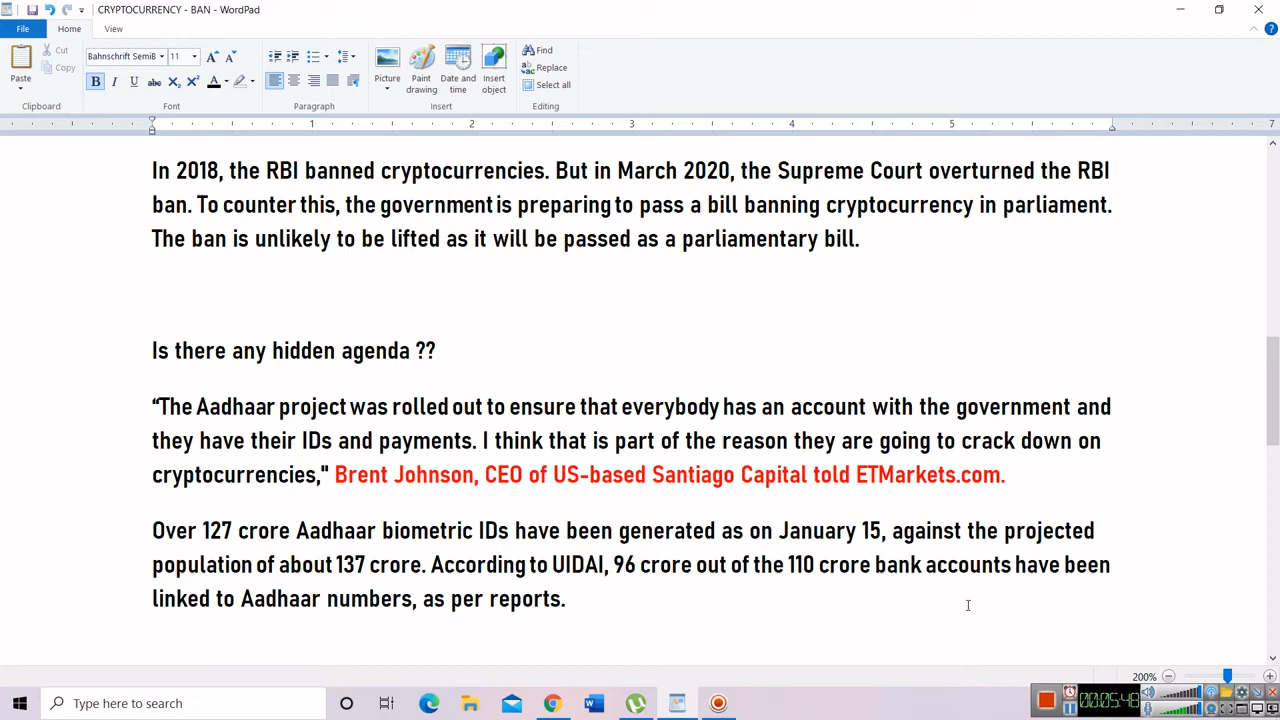 CRYPTOCURRENCY - BAN - WordPad
File Home View
Paste Cut Copy Clipboard
Bahnschrift SemiB 11
B I U abc X₂ X² A
Font
Paragraph
Picture Paint drawing Date and time Insert object
Insert
Find
Replace
Select all
Editing
1 2 3 4 5 7
In 2018, the RBI banned cryptocurrencies. But in March 2020, the Supreme Court overturned the RBI
ban. To counter this, the government is preparing to pass a bill banning cryptocurrency in parliament.
The ban is unlikely to be lifted as it will be passed as a parliamentary bill.
Is there any hidden agenda ??
“The Aadhaar project was rolled out to ensure that everybody has an account with the government and
they have their IDs and payments. I think that is part of the reason they are going to crack down on
cryptocurrencies," Brent Johnson, CEO of US-based Santiago Capital told ETMarkets.com.
Over 127 crore Aadhaar biometric IDs have been generated as on January 15, against the projected
population of about 137 crore. According to UIDAI, 96 crore out of the 110 crore bank accounts have been
linked to Aadhaar numbers, as per reports.
200%
Type here to search